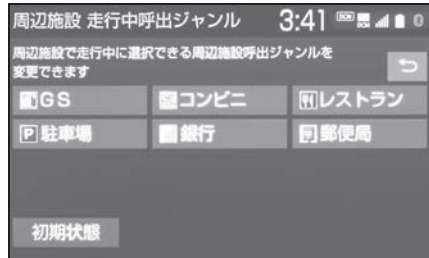 周辺施設 走行中呼出ジャンル 3:41
周辺施設で走行中に選択できる周辺施設呼出ジャンルを
変更できます
GS コンビニ レストラン
P 駐車場 銀行 〒 郵便局
初期状態